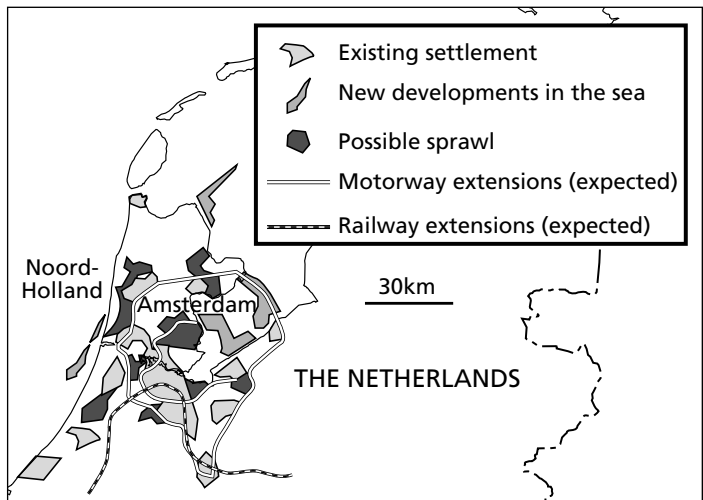 Existing settlement
New developments in the sea
Possible sprawl
Motorway extensions (expected)
Railway extensions (expected)
Noord-
Holland
Amsterdam
30km
THE NETHERLANDS